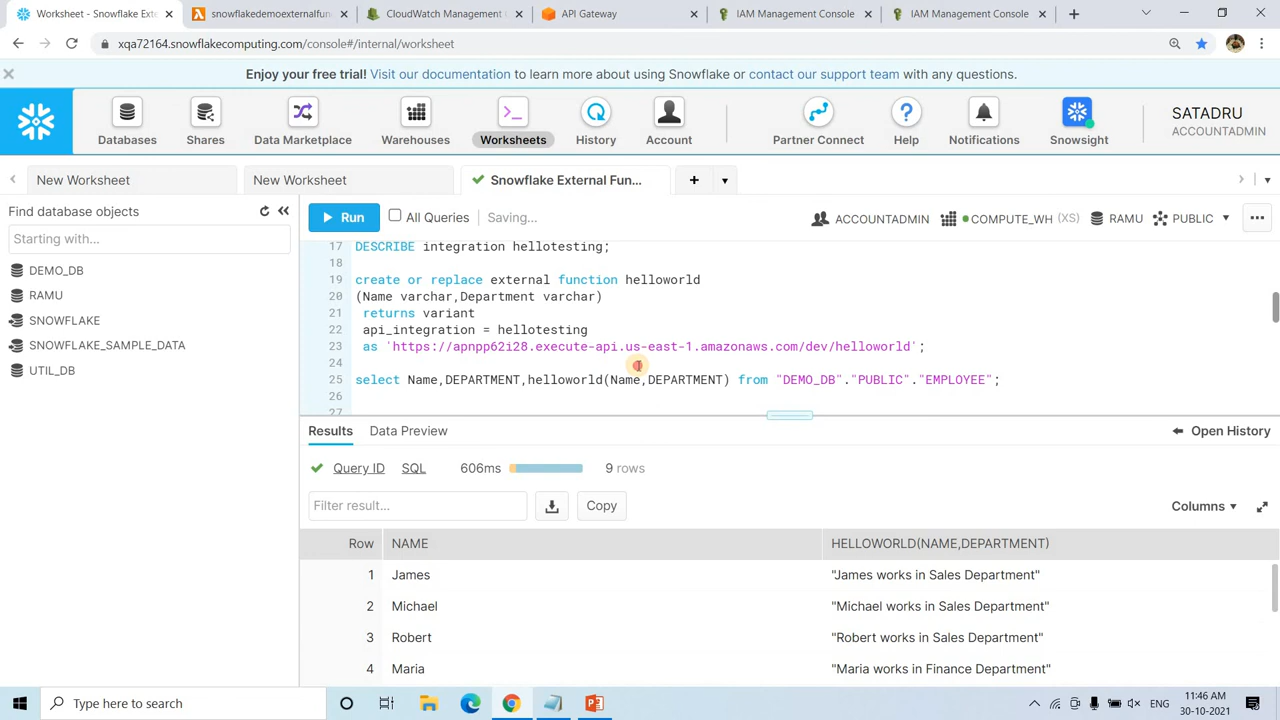 Worksheet - Snowflake Exte
snowflakedemoexternalfun
CloudWatch Management
API Gateway
IAM Management Console
IAM Management Console
xqa72164.snowflakecomputing.com/console#/internal/worksheet
Enjoy your free trial! Visit our documentation to learn more about using Snowflake or contact our support team with any questions.
Databases
Shares
Data Marketplace
Warehouses
Worksheets
History
Account
Partner Connect
Help
Notifications
Snowsight
SATADRU
ACCOUNTADMIN
New Worksheet
New Worksheet
Snowflake External Fun...
Find database objects
Starting with...
DEMO_DB
RAMU
SNOWFLAKE
SNOWFLAKE_SAMPLE_DATA
UTIL_DB
Run
All Queries
Saving...
ACCOUNTADMIN
COMPUTE_WH (XS)
RAMU
PUBLIC
17 DESCRIBE integration hellotesting;
18
19 create or replace external function helloworld
20 (Name varchar,Department varchar)
21 returns variant
22 api_integration = hellotesting
23 as 'https://apnpp62i28.execute-api.us-east-1.amazonaws.com/dev/helloworld';
24
25 select Name,DEPARTMENT,helloworld(Name,DEPARTMENT) from "DEMO_DB"."PUBLIC"."EMPLOYEE";
26
27
Results
Data Preview
Open History
Query ID
SQL
606ms
9 rows
Filter result...
Copy
Columns
Row NAME HELLOWORLD(NAME,DEPARTMENT)
1 James "James works in Sales Department"
2 Michael "Michael works in Sales Department"
3 Robert "Robert works in Sales Department"
4 Maria "Maria works in Finance Department"
Type here to search
ENG
11:46 AM
30-10-2021